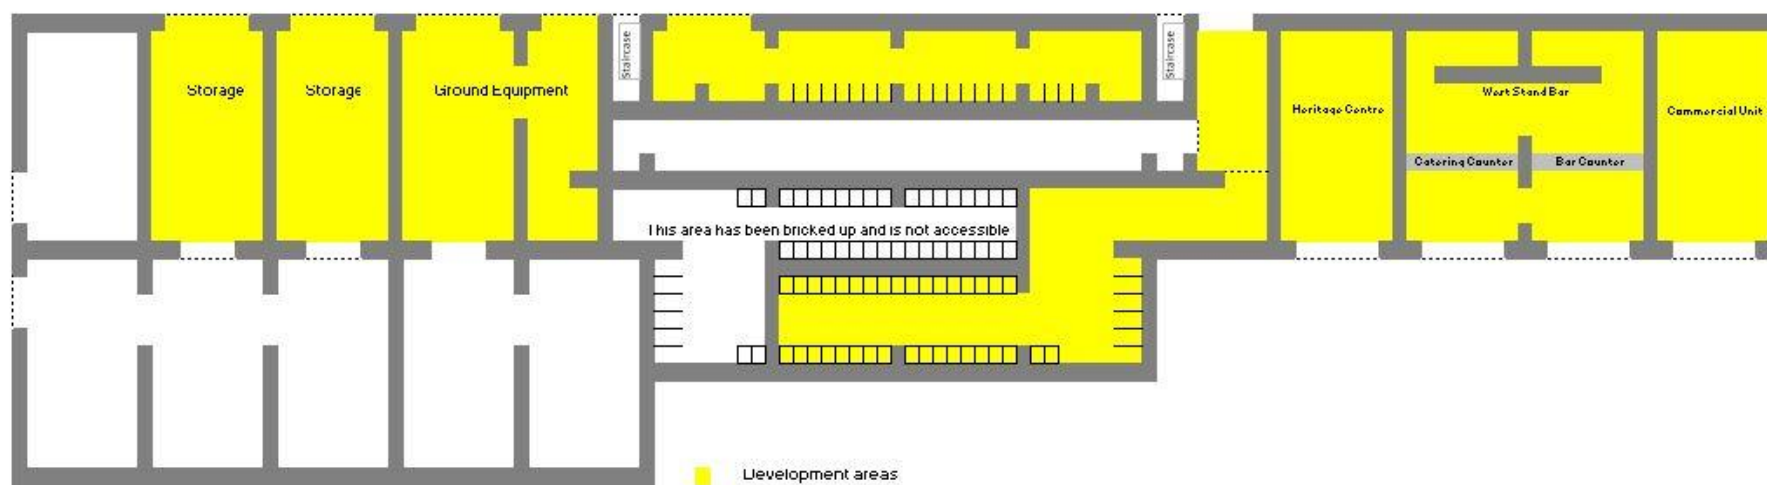 Staircase
Staircase
Storage
Storage
Ground Equipment
West Stand Bar
Heritage Centre
Commercial Unit
Catering Counter
Bar Counter
This area has been bricked up and is not accessible
Development areas